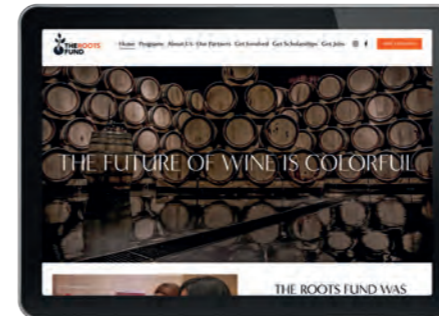 THE ROOTS
FUND
Home Programs About US Our Partners Get Involved Get Scholarships Get Jobs
THE FUTURE OF WINE IS COLORFUL
THE ROOTS FUND WAS